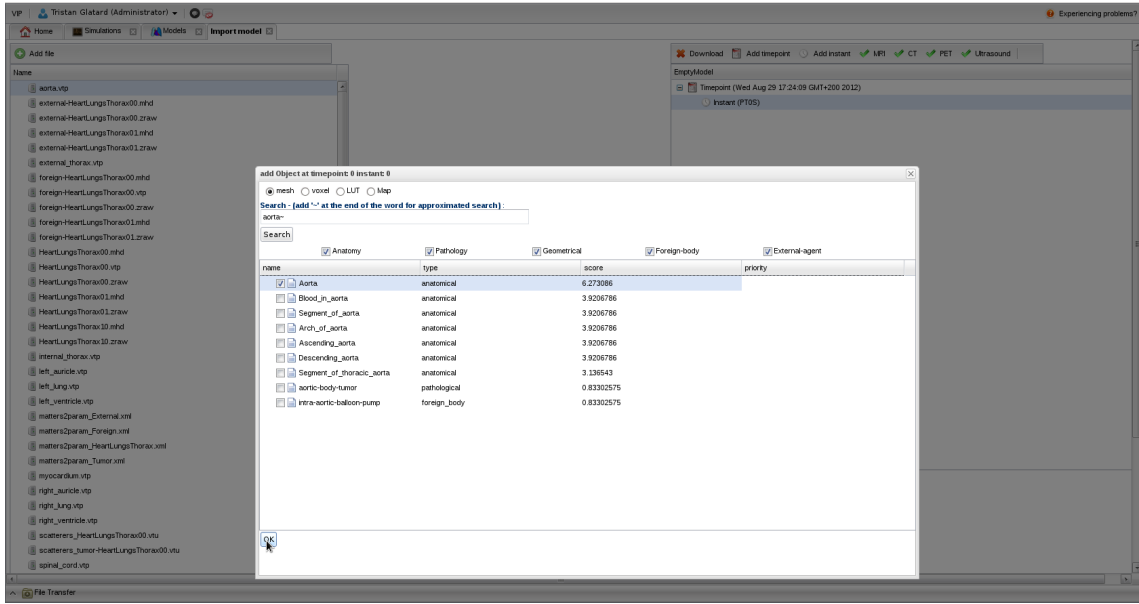 VIP Tristan Glatard (Administrator) Experiencing problems?
Home Simulations Models Import model
Add file
Name
aorta.vtp
external-HeartLungsThorax00.mhd
external-HeartLungsThorax00.zraw
external-HeartLungsThorax01.mhd
external-HeartLungsThorax01.zraw
external_thorax.vtp
foreign-HeartLungsThorax00.mhd
foreign-HeartLungsThorax00.vtp
foreign-HeartLungsThorax00.zraw
foreign-HeartLungsThorax01.mhd
foreign-HeartLungsThorax01.zraw
HeartLungsThorax00.mhd
HeartLungsThorax00.vtp
HeartLungsThorax00.zraw
HeartLungsThorax01.mhd
HeartLungsThorax01.zraw
HeartLungsThorax10.mhd
HeartLungsThorax10.zraw
internal_thorax.vtp
left_auricle.vtp
left_lung.vtp
left_ventricle.vtp
matters2param_External.xml
matters2param_Foreign.xml
matters2param_HeartLungsThorax.xml
matters2param_Tumor.xml
myocardium.vtp
right_auricle.vtp
right_lung.vtp
right_ventricle.vtp
scatterers_HeartLungsThorax00.vtu
scatterers_tumor-HeartLungsThorax00.vtu
spinal_cord.vtp
Download Add timepoint Add instant MRI CT PET Ultrasound
EmptyModel
Timepoint (Wed Aug 29 17:24:09 GMT+200 2012)
Instant (PT0S)
add Object at timepoint: 0 instant: 0
mesh voxel LUT Map
Search - (add '~' at the end of the word for approximated search) :
aorta~
Search
Anatomy Pathology Geometrical Foreign-body External-agent
name type score priority
Aorta anatomical 6.273086
Blood_in_aorta anatomical 3.9206786
Segment_of_aorta anatomical 3.9206786
Arch_of_aorta anatomical 3.9206786
Ascending_aorta anatomical 3.9206786
Descending_aorta anatomical 3.9206786
Segment_of_thoracic_aorta anatomical 3.136543
aortic-body-tumor pathological 0.83302575
intra-aortic-balloon-pump foreign_body 0.83302575
OK
File Transfer